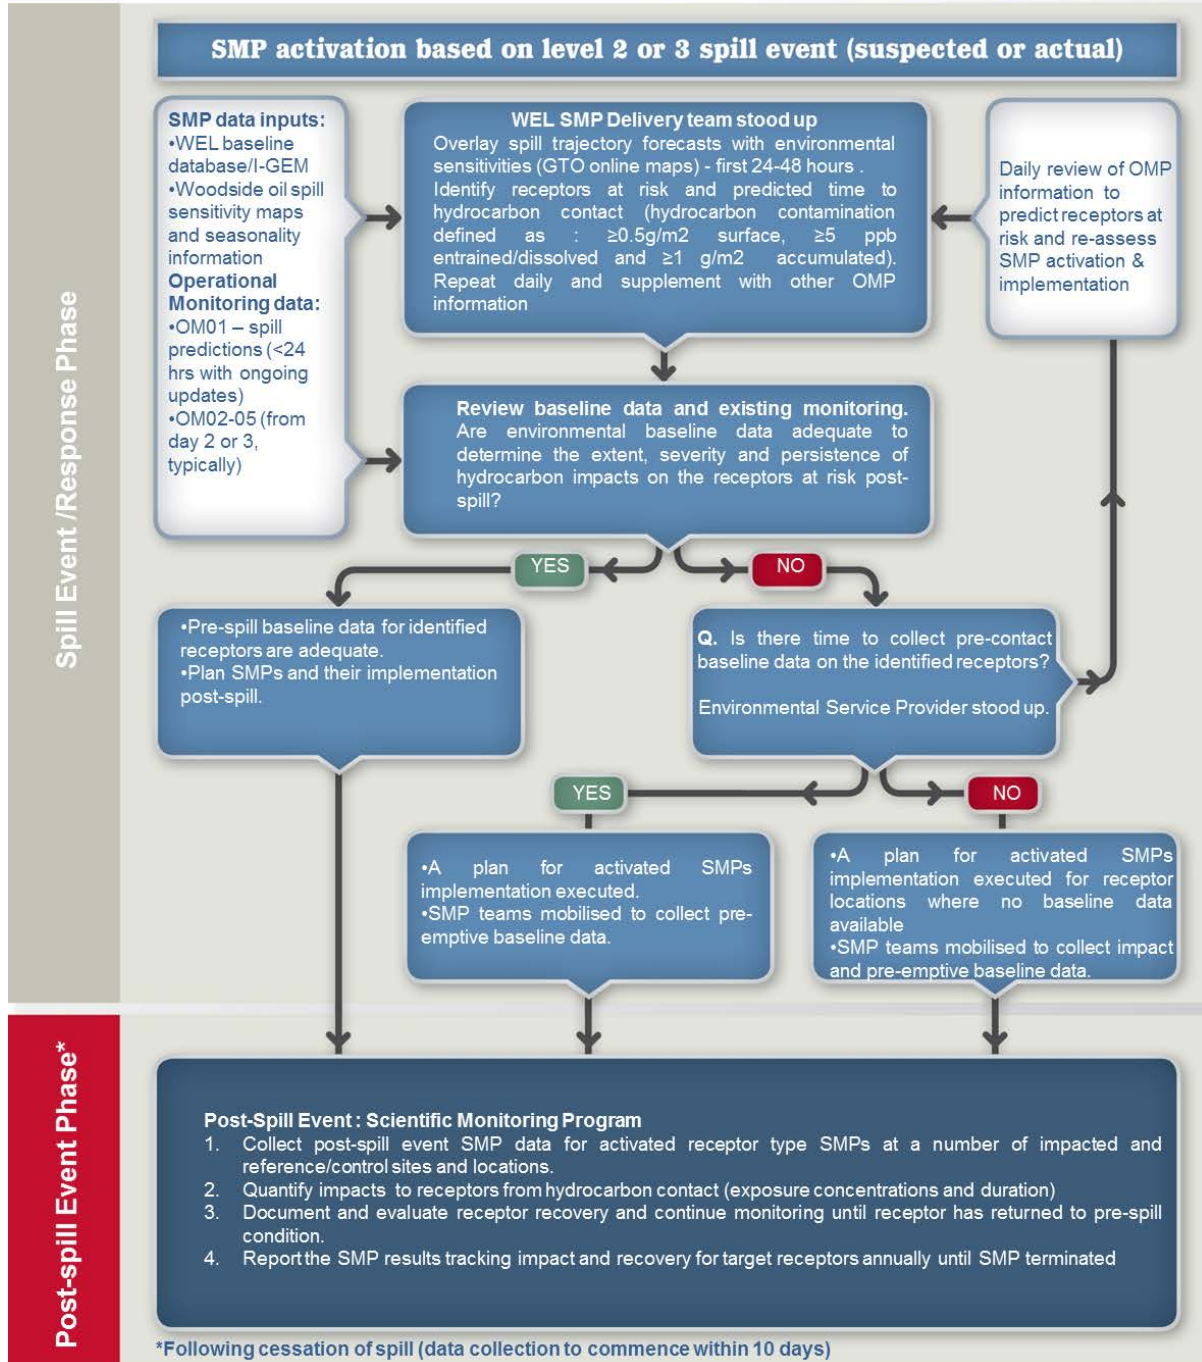 SMP activation based on level 2 or 3 spill event (suspected or actual)
Spill Event /Response Phase
SMP data inputs:
•WEL baseline
database/I-GEM
•Woodside oil spill
sensitivity maps
and seasonality
information
Operational
Monitoring data:
•OM01 – spill
predictions (<24
hrs with ongoing
updates)
•OM02-05 (from
day 2 or 3,
typically)
WEL SMP Delivery team stood up
Overlay spill trajectory forecasts with environmental
sensitivities (GTO online maps) - first 24-48 hours .
Identify receptors at risk and predicted time to
hydrocarbon contact (hydrocarbon contamination
defined as : ≥0.5g/m2 surface, ≥5 ppb
entrained/dissolved and ≥1 g/m2 accumulated).
Repeat daily and supplement with other OMP
information
Daily review of OMP
information to
predict receptors at
risk and re-assess
SMP activation &
implementation
Review baseline data and existing monitoring.
Are environmental baseline data adequate to
determine the extent, severity and persistence of
hydrocarbon impacts on the receptors at risk post-
spill?
YES
NO
•Pre-spill baseline data for identified
receptors are adequate.
•Plan SMPs and their implementation
post-spill.
Q. Is there time to collect pre-contact
baseline data on the identified receptors?
Environmental Service Provider stood up.
YES
NO
•A plan for activated SMPs
implementation executed.
•SMP teams mobilised to collect pre-
emptive baseline data.
•A plan for activated SMPs
implementation executed for receptor
locations where no baseline data
available
•SMP teams mobilised to collect impact
and pre-emptive baseline data.
Post-spill Event Phase*
Post-Spill Event : Scientific Monitoring Program
1. Collect post-spill event SMP data for activated receptor type SMPs at a number of impacted and
reference/control sites and locations.
2. Quantify impacts to receptors from hydrocarbon contact (exposure concentrations and duration)
3. Document and evaluate receptor recovery and continue monitoring until receptor has returned to pre-spill
condition.
4. Report the SMP results tracking impact and recovery for target receptors annually until SMP terminated
*Following cessation of spill (data collection to commence within 10 days)